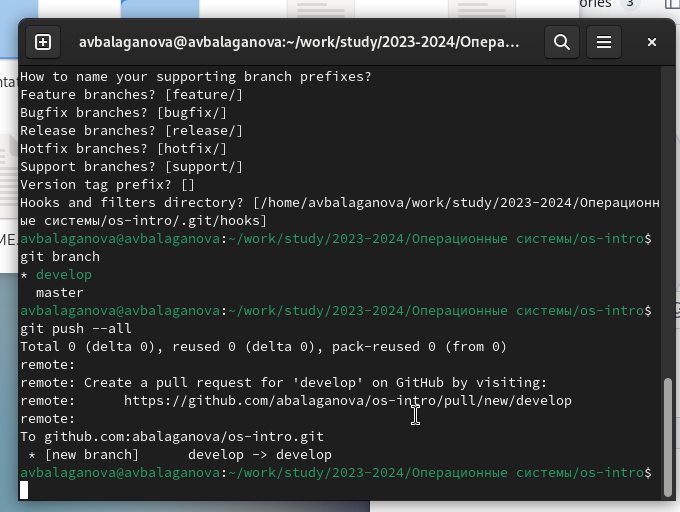 ories 3
avbalaganova@avbalaganova:~/work/study/2023-2024/Опера...
How to name your supporting branch prefixes?
Feature branches? [feature/]
Bugfix branches? [bugfix/]
Release branches? [release/]
Hotfix branches? [hotfix/]
Support branches? [support/]
Version tag prefix? []
Hooks and filters directory? [/home/avbalaganova/work/study/2023-2024/Операционн
ые системы/os-intro/.git/hooks]
avbalaganova@avbalaganova:~/work/study/2023-2024/Операционные системы/os-intro$
git branch
* develop
  master
avbalaganova@avbalaganova:~/work/study/2023-2024/Операционные системы/os-intro$
git push --all
Total 0 (delta 0), reused 0 (delta 0), pack-reused 0 (from 0)
remote:
remote: Create a pull request for 'develop' on GitHub by visiting:
remote:      https://github.com/abalaganova/os-intro/pull/new/develop
remote:
To github.com:abalaganova/os-intro.git
 * [new branch]      develop -> develop
avbalaganova@avbalaganova:~/work/study/2023-2024/Операционные системы/os-intro$